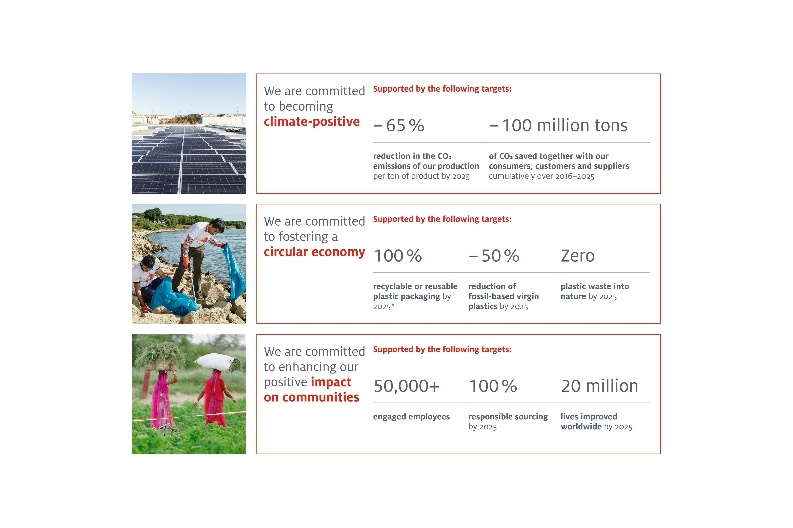 We are committed
to becoming
climate-positive
Supported by the following targets:
– 65 %
reduction in the CO₂
emissions of our production
per ton of product by 2025
– 100 million tons
of CO₂ saved together with our
consumers, customers and suppliers
cumulatively over 2016–2025
We are committed
to fostering a
circular economy
Supported by the following targets:
100 %
recyclable or reusable
plastic packaging by
2025*
– 50 %
reduction of
fossil-based virgin
plastics by 2025
Zero
plastic waste into
nature by 2025
We are committed
to enhancing our
positive impact
on communities
Supported by the following targets:
50,000+
engaged employees
100 %
responsible sourcing
by 2025
20 million
lives improved
worldwide by 2025